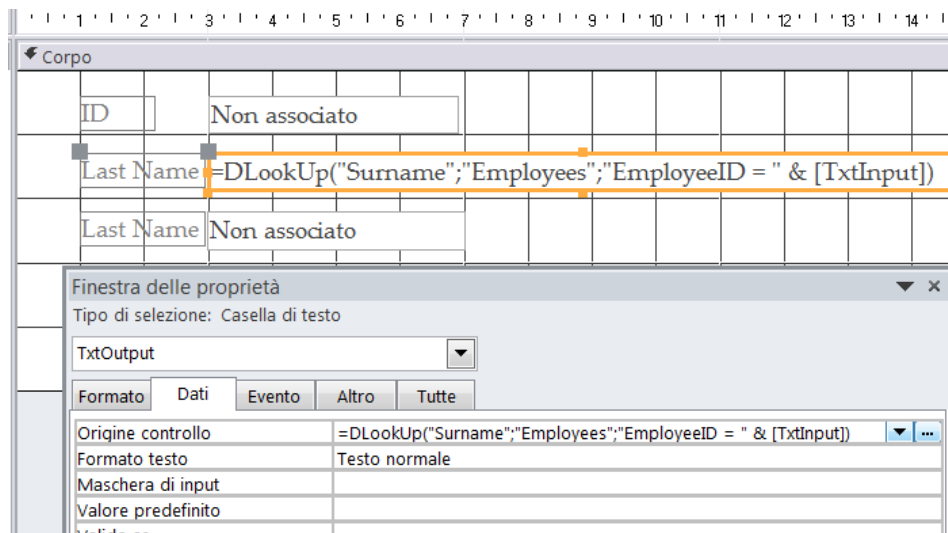 1 2 3 4 5 6 7 8 9 10 11 12 13 14
Corpo
ID Non associato
Last Name =DLookUp("Surname";"Employees";"EmployeeID = " & [TxtInput])
Last Name Non associato
Finestra delle proprietà
Tipo di selezione: Casella di testo
TxtOutput
Formato Dati Evento Altro Tutte
Origine controllo =DLookUp("Surname";"Employees";"EmployeeID = " & [TxtInput])
Formato testo Testo normale
Maschera di input
Valore predefinito